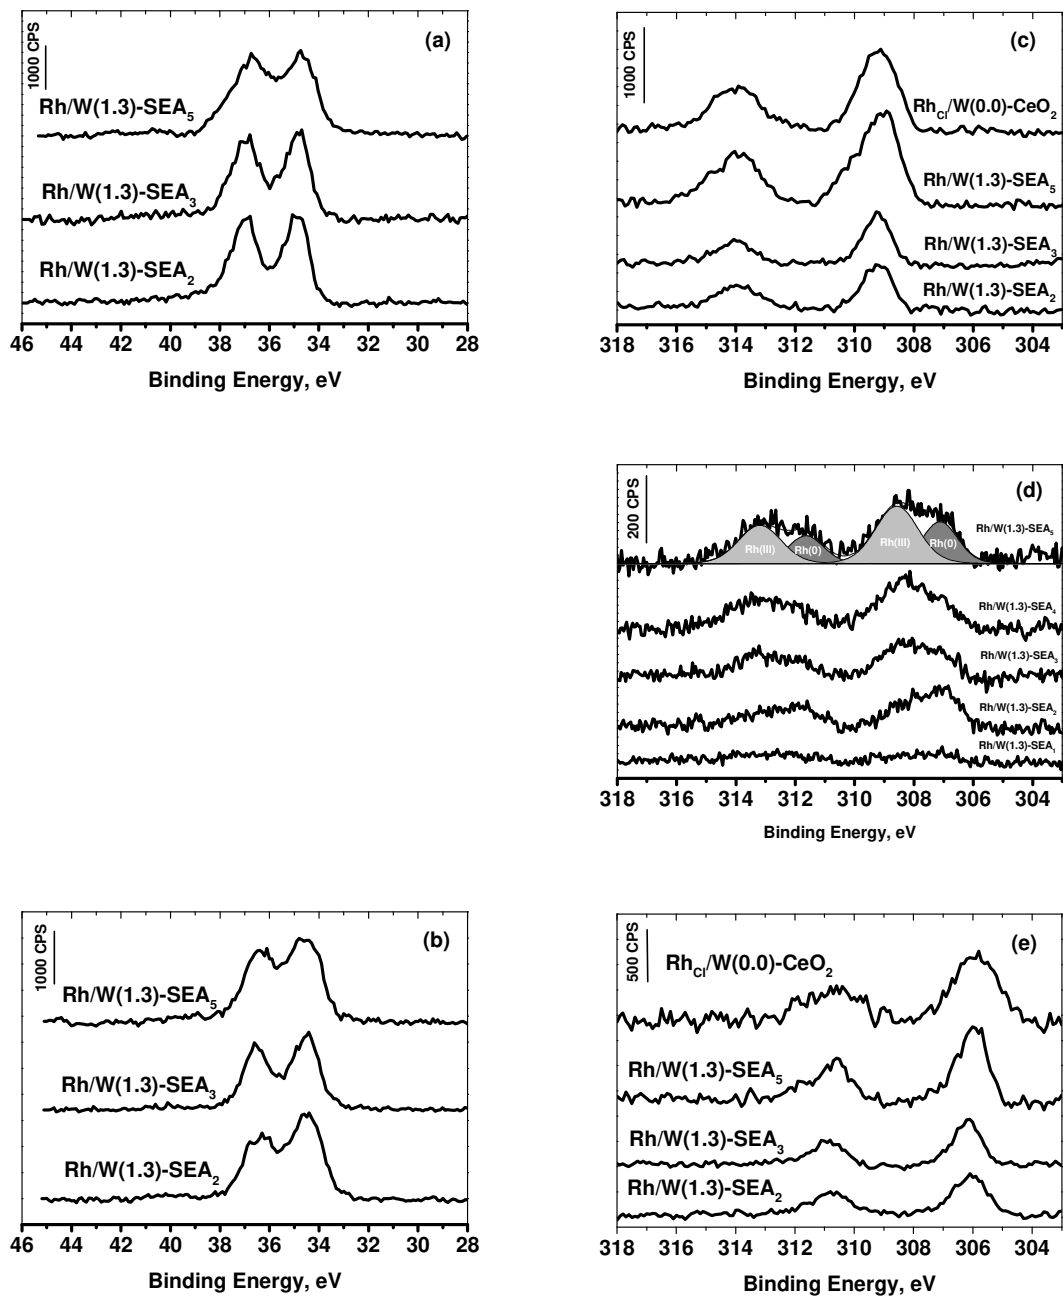 1000 CPS
(a)
Rh/W(1.3)-SEA₅
Rh/W(1.3)-SEA₃
Rh/W(1.3)-SEA₂
46 44 42 40 38 36 34 32 30 28
Binding Energy, eV
1000 CPS
(c)
Rh_Cl/W(0.0)-CeO₂
Rh/W(1.3)-SEA₅
Rh/W(1.3)-SEA₃
Rh/W(1.3)-SEA₂
318 316 314 312 310 308 306 304
Binding Energy, eV
200 CPS
(d)
Rh/W(1.3)-SEA₅
Rh(III) Rh(0) Rh(III) Rh(0)
Rh/W(1.3)-SEA₄
Rh/W(1.3)-SEA₃
Rh/W(1.3)-SEA₂
Rh/W(1.3)-SEA₁
318 316 314 312 310 308 306 304
Binding Energy, eV
1000 CPS
(b)
Rh/W(1.3)-SEA₅
Rh/W(1.3)-SEA₃
Rh/W(1.3)-SEA₂
46 44 42 40 38 36 34 32 30 28
Binding Energy, eV
500 CPS
(e)
Rh_Cl/W(0.0)-CeO₂
Rh/W(1.3)-SEA₅
Rh/W(1.3)-SEA₃
Rh/W(1.3)-SEA₂
318 316 314 312 310 308 306 304
Binding Energy, eV